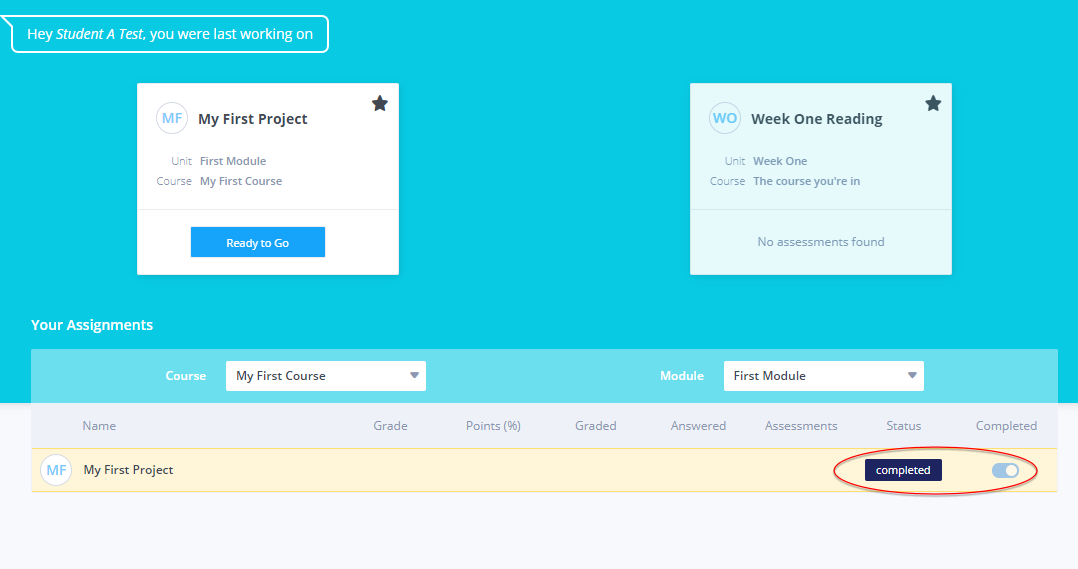 Hey Student A Test, you were last working on
MF My First Project
Unit First Module
Course My First Course
Ready to Go
WO Week One Reading
Unit Week One
Course The course you're in
No assessments found
Your Assignments
Course My First Course Module First Module
Name Grade Points (%) Graded Answered Assessments Status Completed
MF My First Project completed